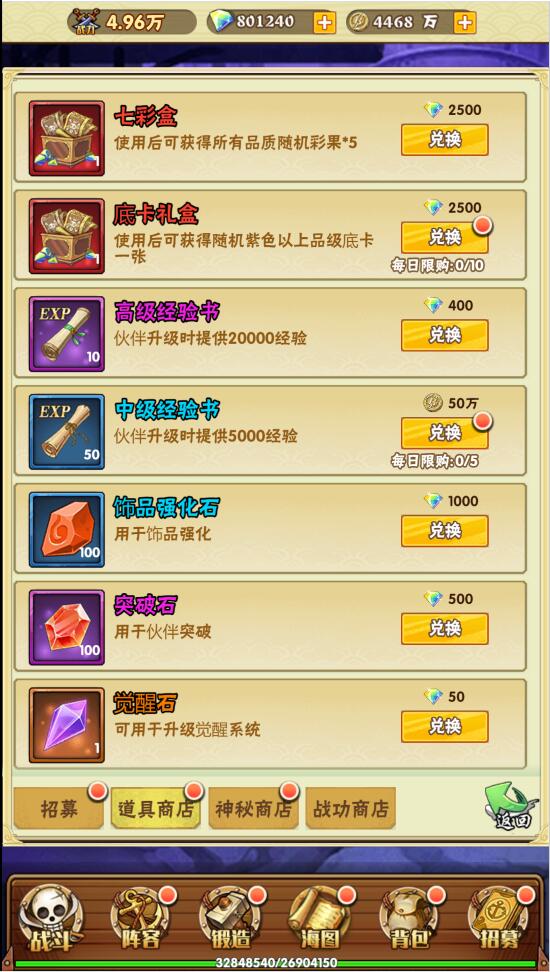 战力 4.96万 801240 4468 万
七彩盒
使用后可获得所有品质随机彩果*5
1
2500
兑换
底卡礼盒
使用后可获得随机紫色以上品级底卡
一张
1
2500
兑换
每日限购:0/10
EXP
10
高级经验书
伙伴升级时提供20000经验
400
兑换
EXP
50
中级经验书
伙伴升级时提供5000经验
50万
兑换
每日限购:0/5
100
饰品强化石
用于饰品强化
1000
兑换
100
突破石
用于伙伴突破
500
兑换
1
觉醒石
可用于升级觉醒系统
50
兑换
招募 道具商店 神秘商店 战功商店 返回
战斗 阵容 锻造 海图 背包 招募
32848540/26904150